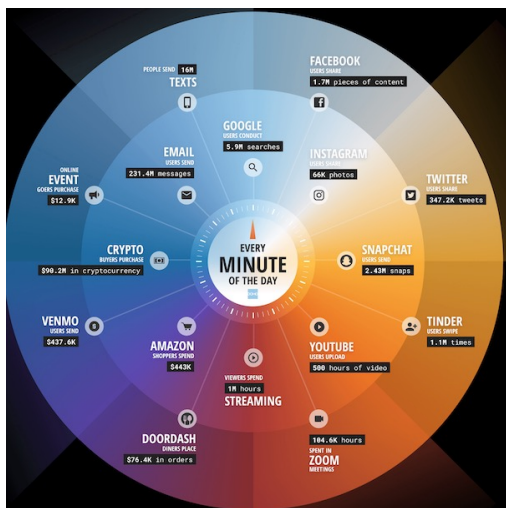 PEOPLE SEND 16M
TEXTS
FACEBOOK
USERS SHARE
1.7M pieces of content
GOOGLE
USERS CONDUCT
5.9M searches
EMAIL
USERS SEND
231.4M messages
INSTAGRAM
USERS SHARE
66K photos
ONLINE
EVENT
GOERS PURCHASE
$12.9K
TWITTER
USERS SHARE
347.2K tweets
CRYPTO
BUYERS PURCHASE
$90.2M in cryptocurrency
EVERY
MINUTE
OF THE DAY
SNAPCHAT
USERS SEND
2.43M snaps
VENMO
USERS SEND
$437.6K
AMAZON
SHOPPERS SPEND
$443K
YOUTUBE
USERS UPLOAD
500 hours of video
TINDER
USERS SWIPE
1.1M times
VIEWERS SPEND
1M hours
STREAMING
DOORDASH
DINERS PLACE
$76.4K in orders
104.6K hours
SPENT IN
ZOOM
MEETINGS